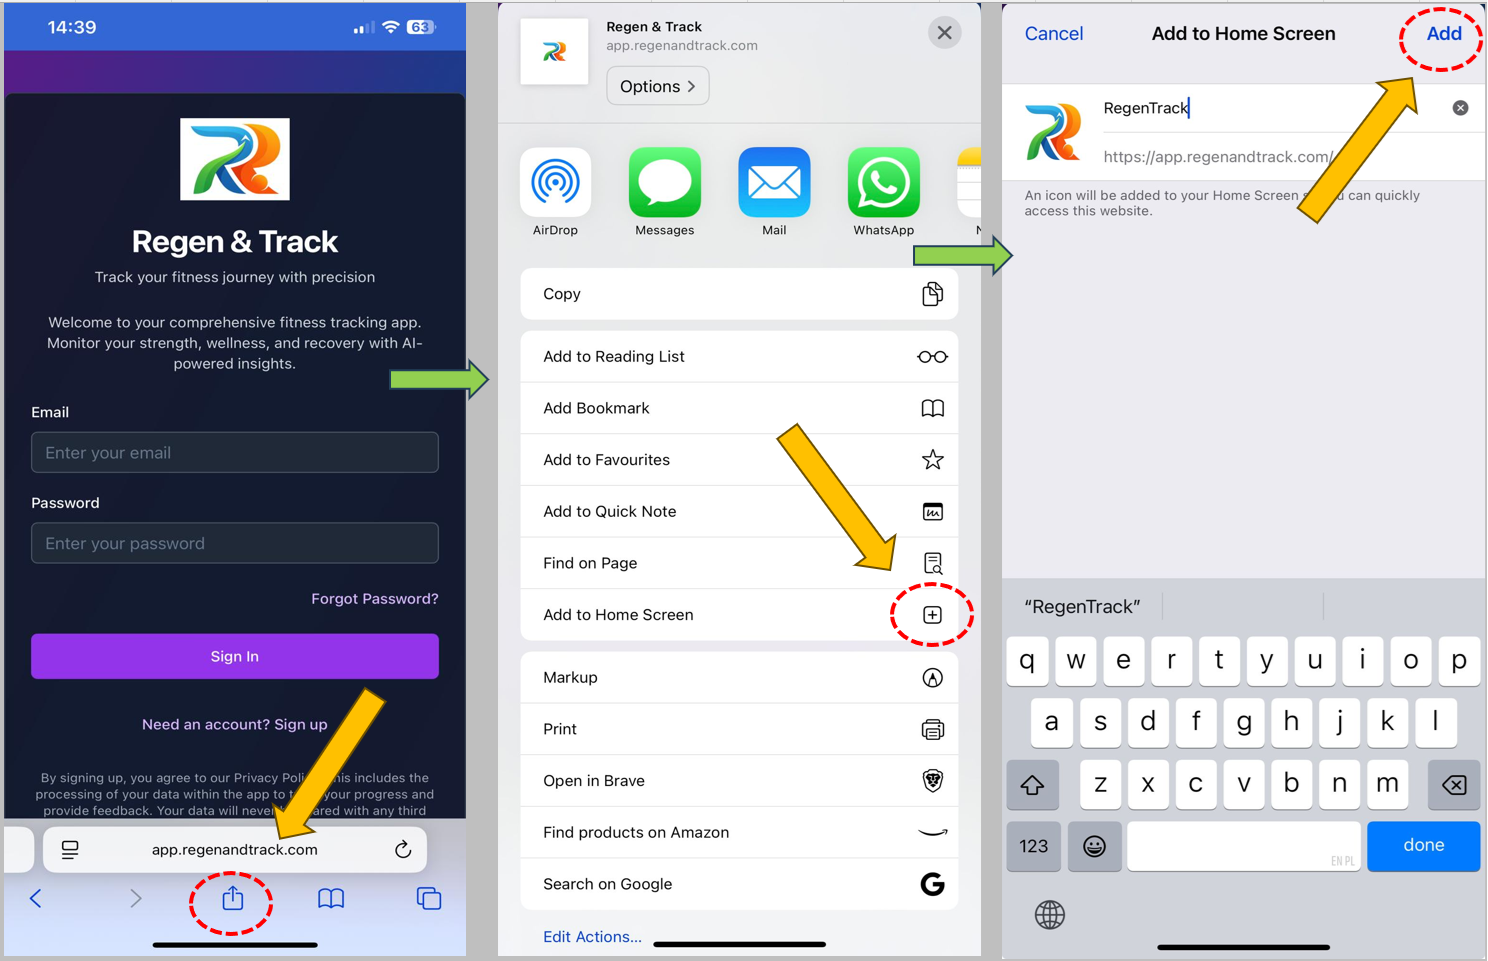 14:39
63
Regen & Track
Track your fitness journey with precision
Welcome to your comprehensive fitness tracking app.
Monitor your strength, wellness, and recovery with AI-
powered insights.
Email
Enter your email
Password
Enter your password
Forgot Password?
Sign In
Need an account? Sign up
By signing up, you agree to our Privacy includes the
processing of your data within the app to your progress and
provide feedback. Your data will with any third
app.regenandtrack.com
Regen & Track
app.regenandtrack.com
Options
AirDrop
Messages
Mail
WhatsApp
Copy
Add to Reading List
Add Bookmark
Add to Favourites
Add to Quick Note
Find on Page
Add to Home Screen
Markup
Print
Open in Brave
Find products on Amazon
Search on Google
G
Edit Actions...
Cancel
Add to Home Screen
Add
RegenTrack
https://app.regenandtrack.com/
An icon will be added to your Home Screen can quickly
access this website.
“RegenTrack”
q w e r t y u i o p
a s d f g h j k l
z x c v b n m
123
EN PL
done